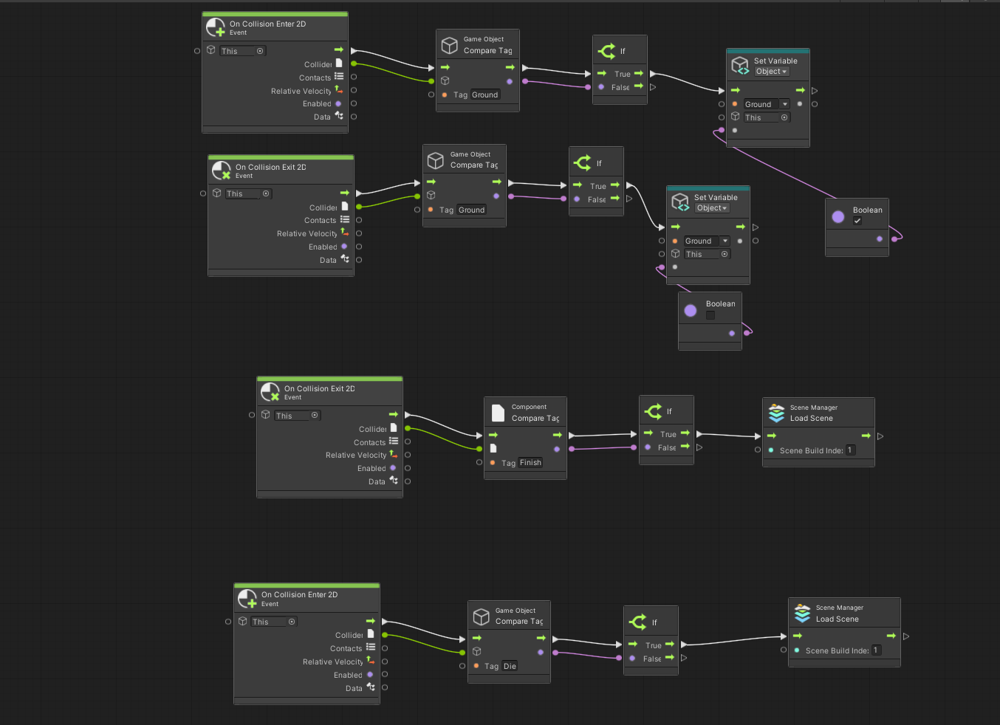 On Collision Enter 2D
Event
This
Collider
Contacts
Relative Velocity
Enabled
Data
Game Object
Compare Tag
Tag Ground
If
True
False
Set Variable
Object
Ground
This
Boolean
On Collision Exit 2D
Event
This
Collider
Contacts
Relative Velocity
Enabled
Data
Game Object
Compare Tag
Tag Ground
If
True
False
Set Variable
Object
Ground
This
Boolean
On Collision Exit 2D
Event
This
Collider
Contacts
Relative Velocity
Enabled
Data
Component
Compare Tag
Tag Finish
If
True
False
Scene Manager
Load Scene
Scene Build Inde: 1
On Collision Enter 2D
Event
This
Collider
Contacts
Relative Velocity
Enabled
Data
Game Object
Compare Tag
Tag Die
If
True
False
Scene Manager
Load Scene
Scene Build Inde: 1